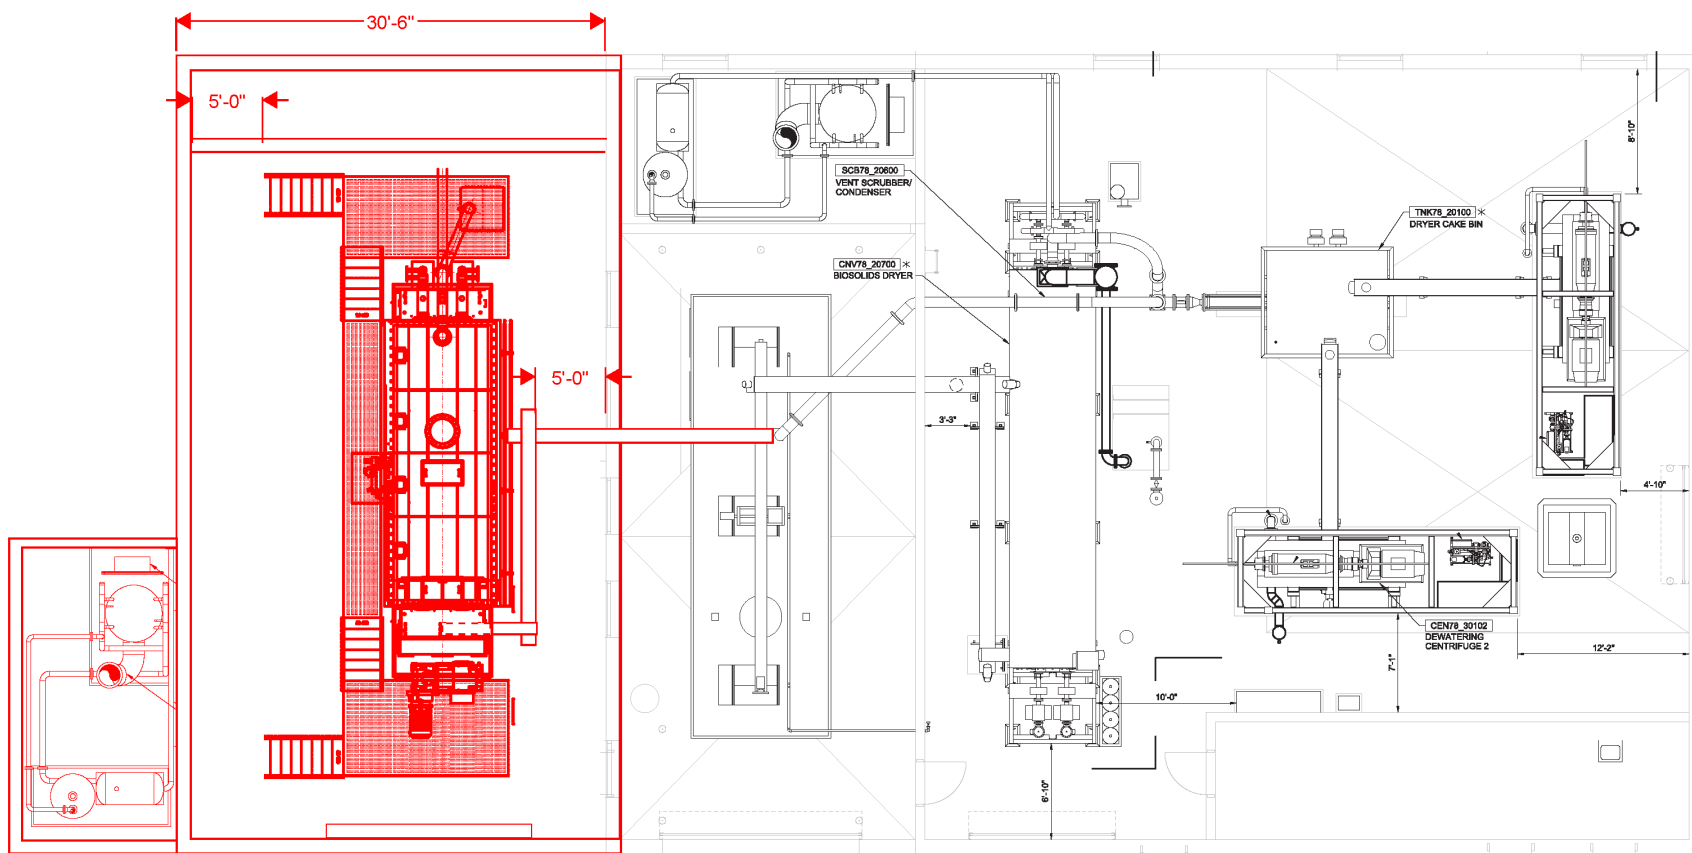 30'-6"
5'-0"
8'-10"
SCB78_20600
VENT SCRUBBER/
CONDENSER
TNK78_20100 *
DRYER CAKE BIN
CNV78_20700 *
BIOSOLIDS DRYER
5'-0"
3'-3"
4'-10"
CEN78_30102
DEWATERING
CENTRIFUGE 2
12'-2"
7'-1"
10'-0"
6'-10"